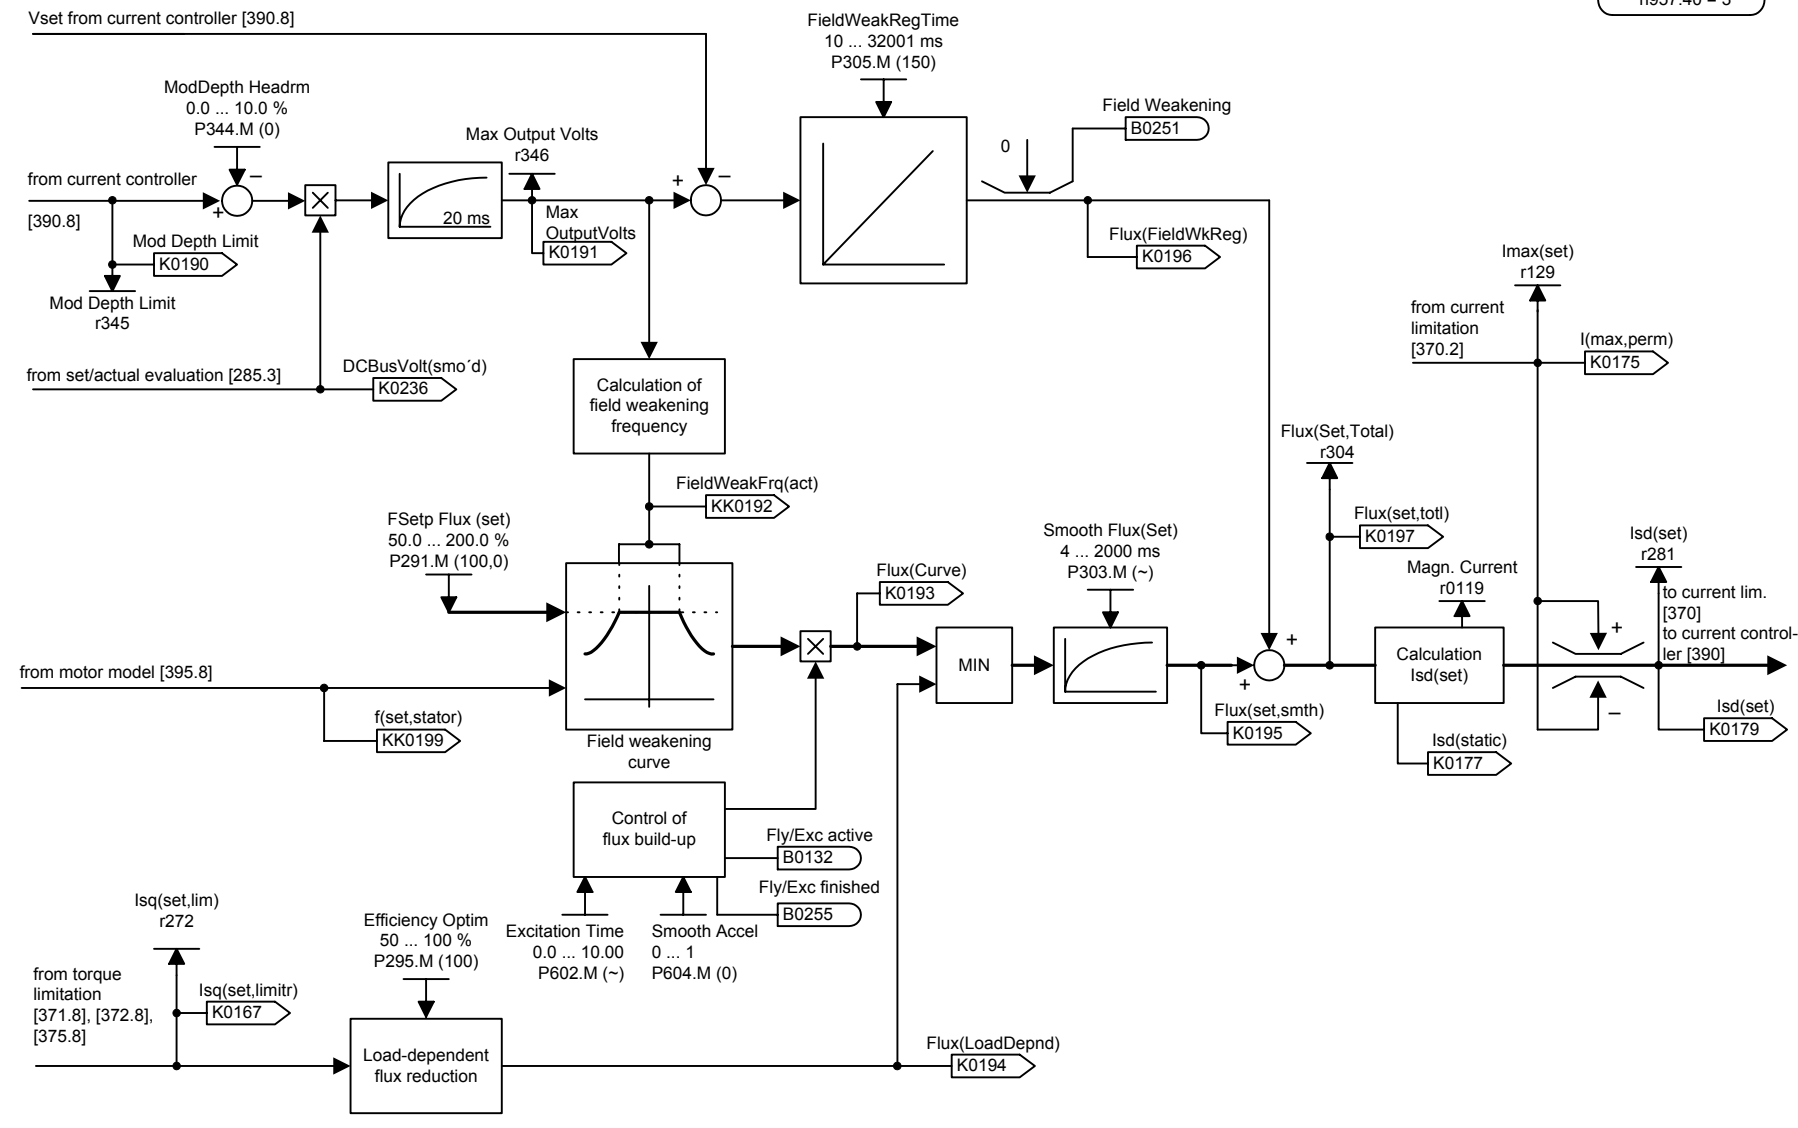 Vset from current controller [390.8]
ModDepth Headrm
0.0 ... 10.0 %
P344.M (0)
–
from current controller
+
[390.8]
Mod Depth Limit
K0190
Mod Depth Limit
r345
20 ms
Max Output Volts
r346
Max
OutputVolts
K0191
+
–
FieldWeakRegTime
10 ... 32001 ms
P305.M (150)
0
Field Weakening
B0251
Flux(FieldWkReg)
K0196
from set/actual evaluation [285.3]
DCBusVolt(smo´d)
K0236
Calculation of
field weakening
frequency
FieldWeakFrq(act)
KK0192
FSetp Flux (set)
50.0 ... 200.0 %
P291.M (100,0)
from motor model [395.8]
f(set,stator)
KK0199
Field weakening
curve
Flux(Curve)
K0193
MIN
Smooth Flux(Set)
4 ... 2000 ms
P303.M (~)
+
+
Flux(set,smth)
K0195
Flux(Set,Total)
r304
Flux(set,totl)
K0197
Magn. Current
r0119
Calculation
Isd(set)
Isd(static)
K0177
Imax(set)
r129
from current
limitation
[370.2]
I(max,perm)
K0175
+
–
Isd(set)
r281
to current lim.
[370]
to current control-
ler [390]
Isd(set)
K0179
Control of
flux build-up
Fly/Exc active
B0132
Fly/Exc finished
B0255
Excitation Time
0.0 ... 10.00
P602.M (~)
Smooth Accel
0 ... 1
P604.M (0)
Isq(set,lim)
r272
from torque
limitation
[371.8], [372.8],
[375.8]
Isq(set,limitr)
K0167
Efficiency Optim
50 ... 100 %
P295.M (100)
Load-dependent
flux reduction
Flux(LoadDepnd)
K0194